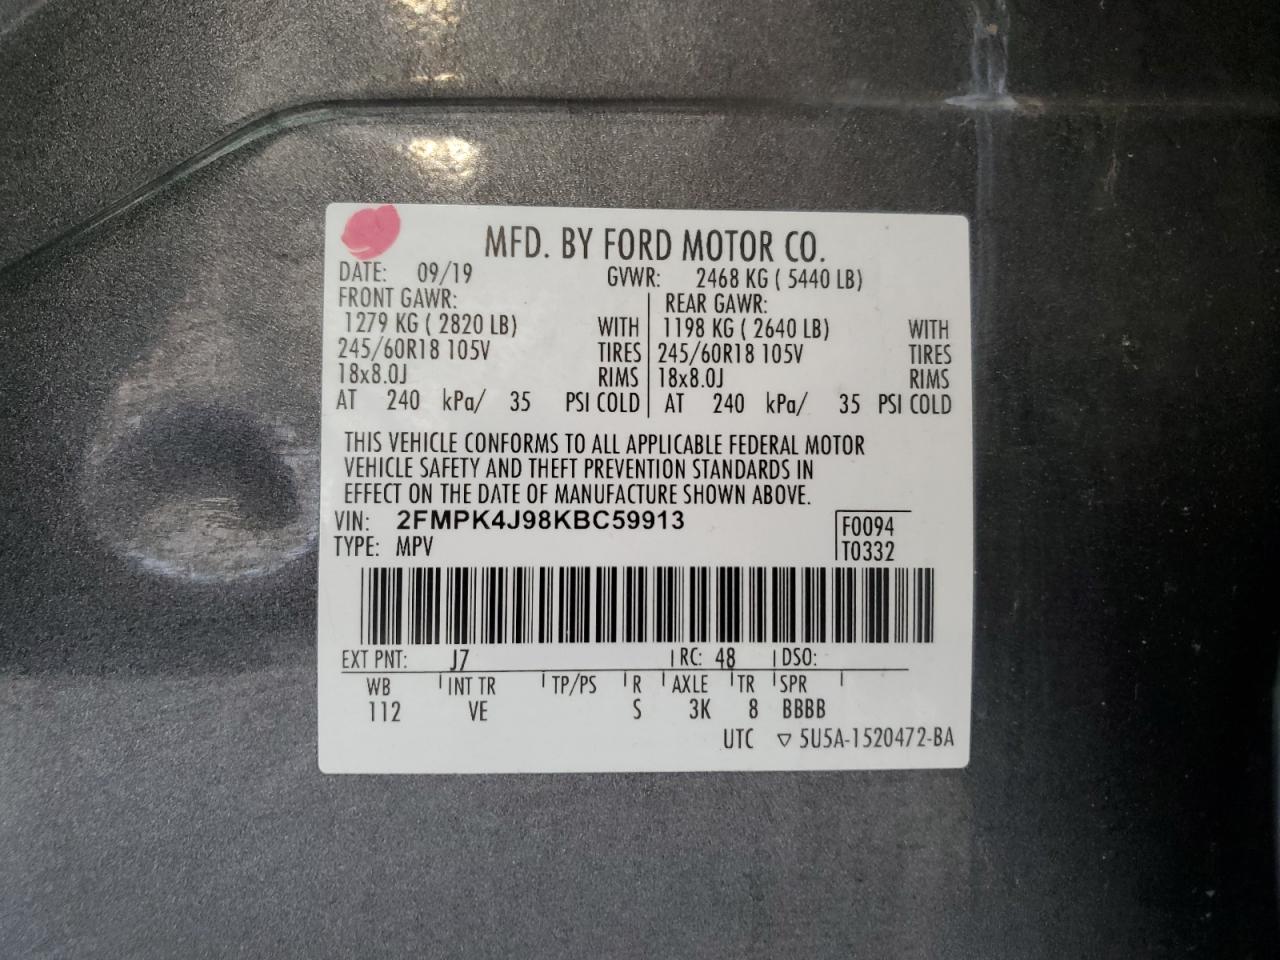 MFD. BY FORD MOTOR CO.
DATE: 09/19 GVWR: 2468 KG ( 5440 LB)
FRONT GAWR: REAR GAWR:
1279 KG ( 2820 LB) WITH 1198 KG ( 2640 LB) WITH
245/60R18 105V TIRES 245/60R18 105V TIRES
18x8.0J RIMS 18x8.0J RIMS
AT 240 kPa/ 35 PSI COLD AT 240 kPa/ 35 PSI COLD
THIS VEHICLE CONFORMS TO ALL APPLICABLE FEDERAL MOTOR
VEHICLE SAFETY AND THEFT PREVENTION STANDARDS IN
EFFECT ON THE DATE OF MANUFACTURE SHOWN ABOVE.
VIN: 2FMPK4J98KBC59913 F0094
TYPE: MPV T0332
EXT PNT: J7 RC: 48 DSO:
WB INT TR TP/PS R AXLE TR SPR
112 VE S 3K 8 BBBB
UTC ▽ 5U5A-1520472-BA